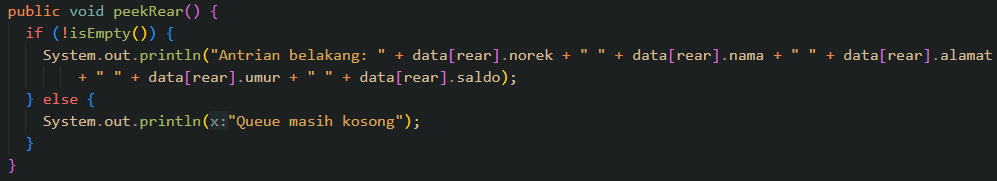 public void peekRear() {
if (!isEmpty()) {
System.out.println("Antrian belakang: " + data[rear].norek + " " + data[rear].nama + " " + data[rear].alamat
+ " " + data[rear].umur + " " + data[rear].saldo);
} else {
System.out.println(x:"Queue masih kosong");
}
}